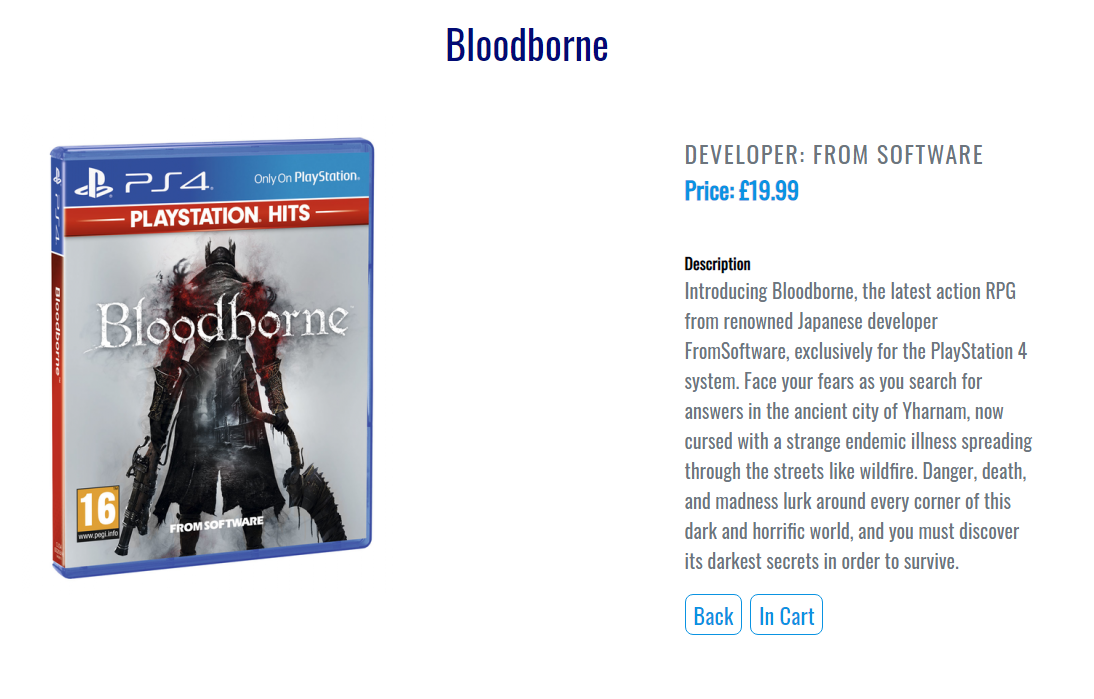 Bloodborne
PS4
Only On PlayStation.
PLAYSTATION HITS
Bloodborne
Bloodborne
PS4
16
www.pegi.info
FROMSOFTWARE
DEVELOPER: FROM SOFTWARE
Price: £19.99
Description
Introducing Bloodborne, the latest action RPG
from renowned Japanese developer
FromSoftware, exclusively for the PlayStation 4
system. Face your fears as you search for
answers in the ancient city of Yharnam, now
cursed with a strange endemic illness spreading
through the streets like wildfire. Danger, death,
and madness lurk around every corner of this
dark and horrific world, and you must discover
its darkest secrets in order to survive.
Back
In Cart